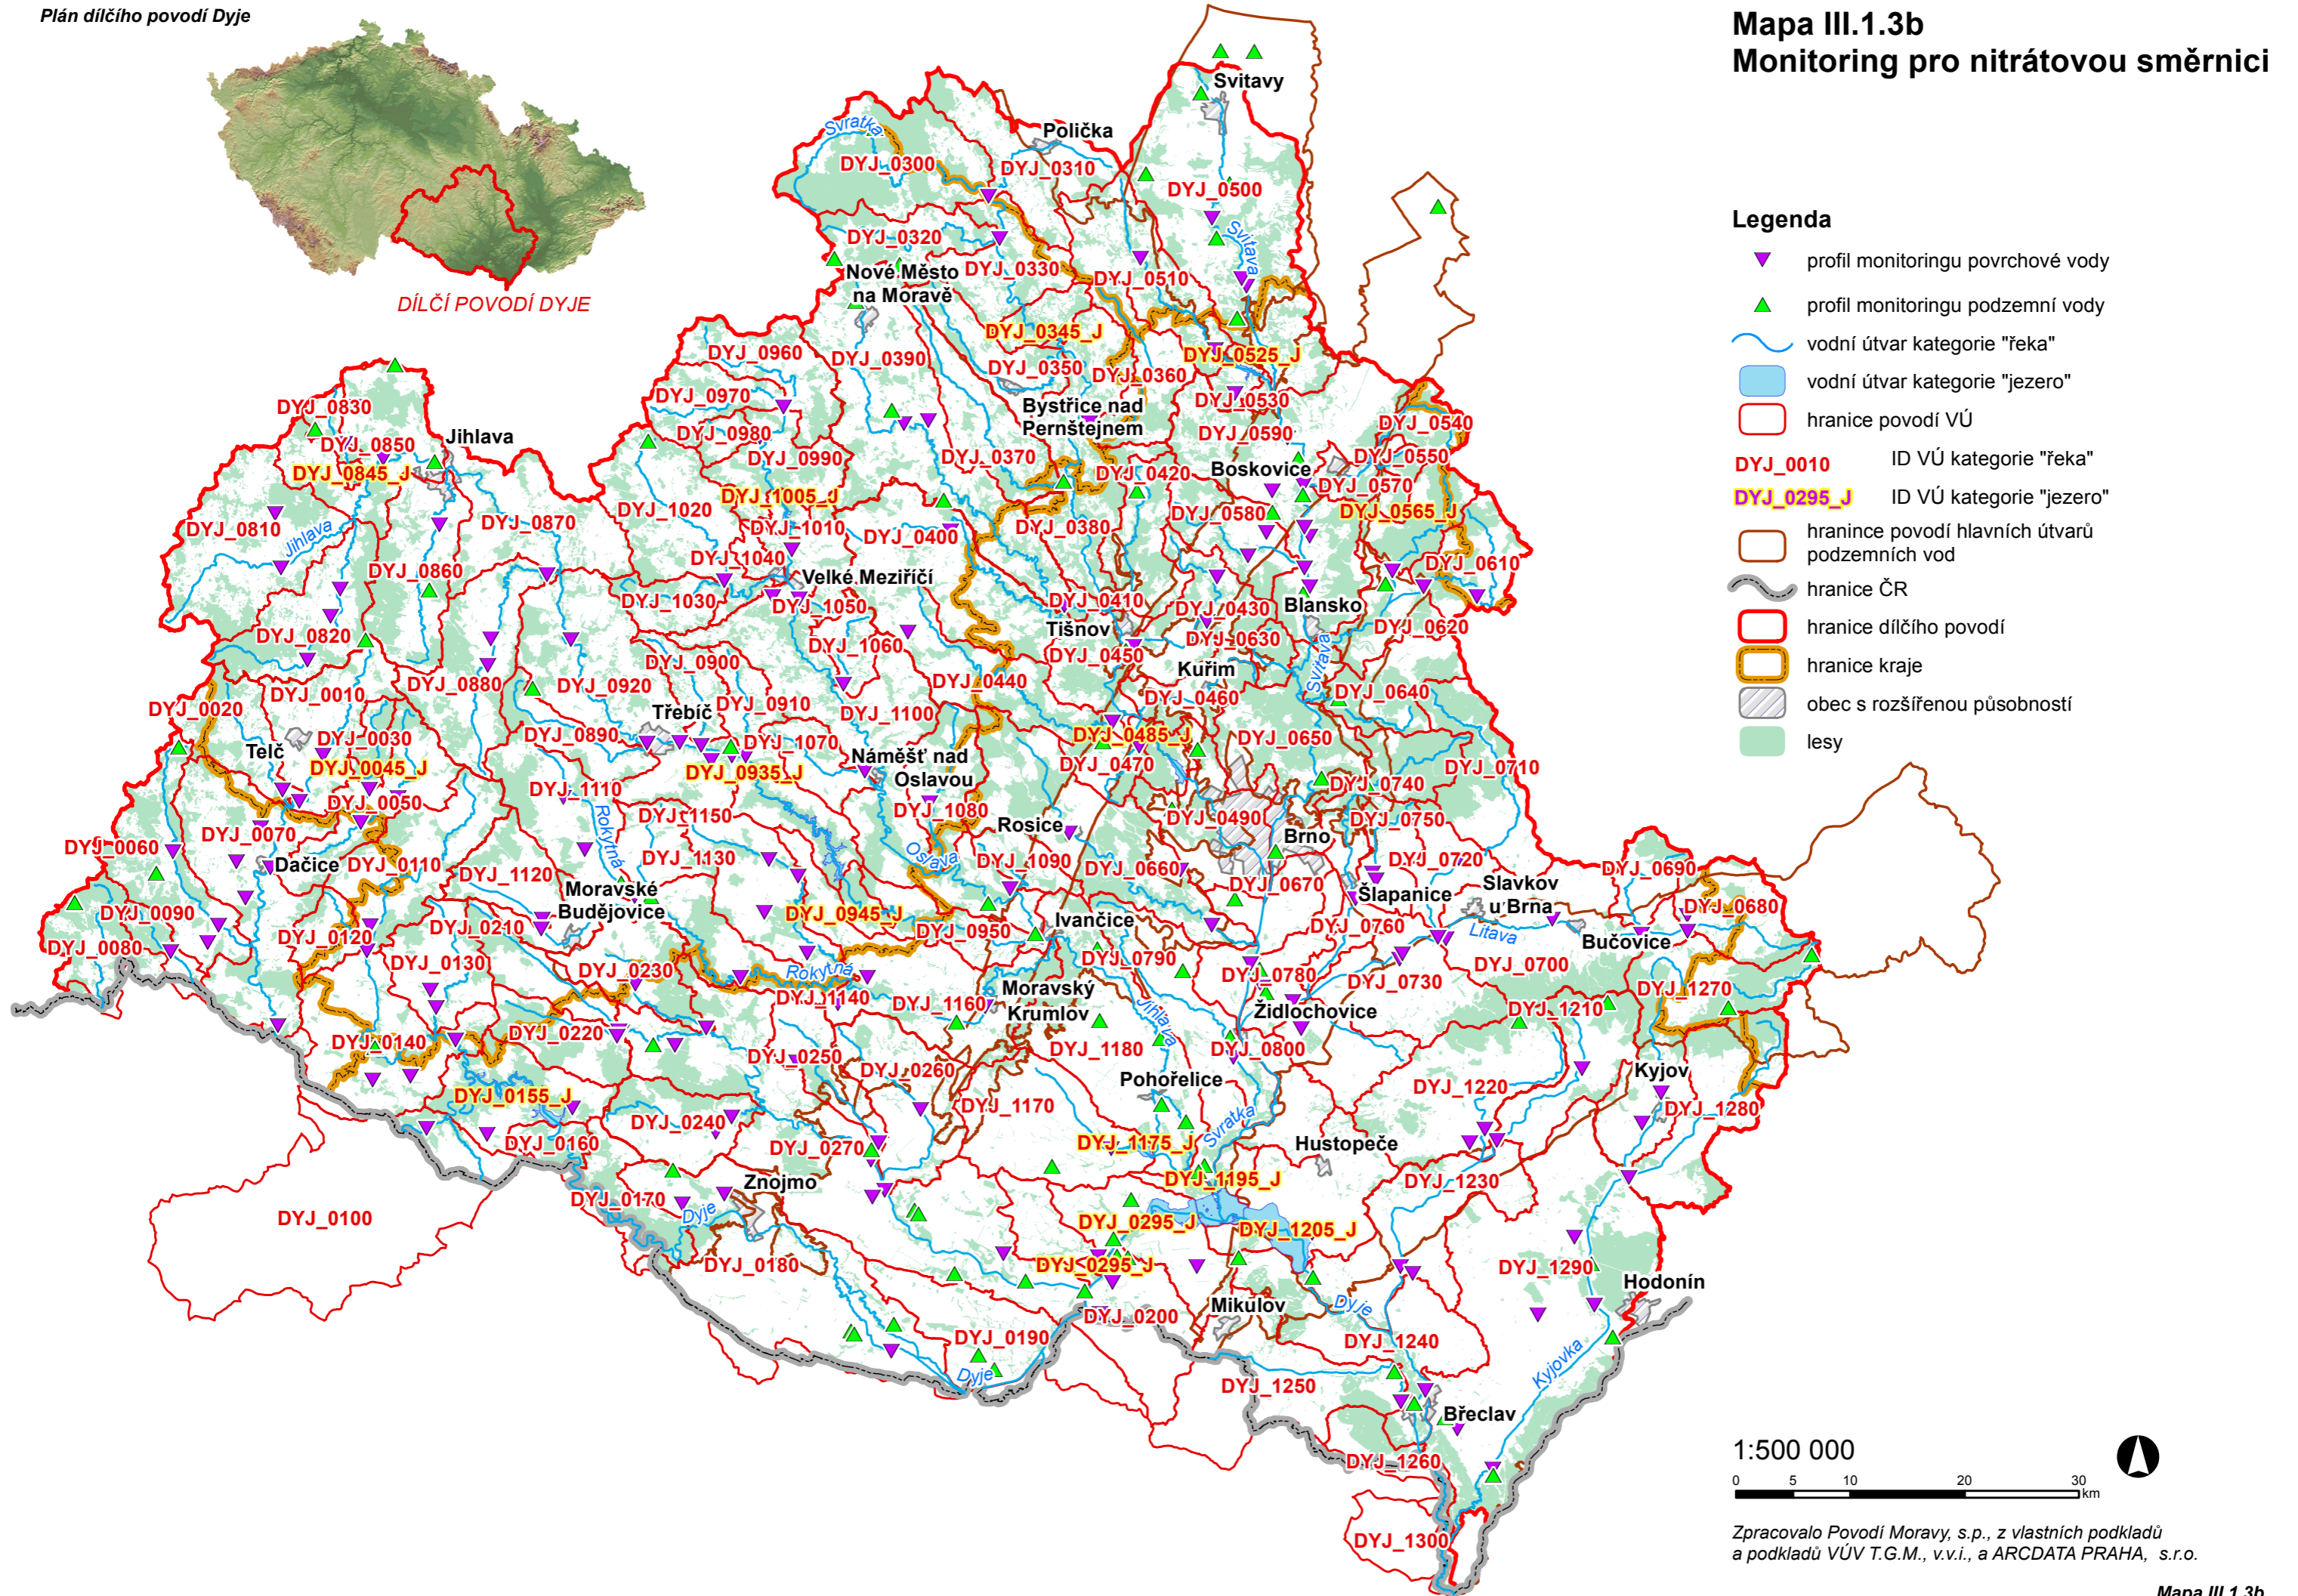 Plán dílčího povodí Dyje
DÍLČÍ POVODÍ DYJE
Mapa III.1.3b
Monitoring pro nitrátovou směrnici
Legenda
profil monitoringu povrchové vody
profil monitoringu podzemní vody
vodní útvar kategorie "řeka"
vodní útvar kategorie "jezero"
hranice povodí VÚ
DYJ_0010 ID VÚ kategorie "řeka"
DYJ_0295_J ID VÚ kategorie "jezero"
hranince povodí hlavních útvarů
podzemních vod
hranice ČR
hranice dílčího povodí
hranice kraje
obec s rozšířenou působností
lesy
Svitavy
Polička
Svratka
DYJ_0300
DYJ_0310
DYJ_0500
Svitava
DYJ_0320
DYJ_0330
DYJ_0510
Nové Město
na Moravě
DYJ_0345_J
DYJ_0525_J
DYJ_0960
DYJ_0390
DYJ_0350
DYJ_0360
DYJ_0970
DYJ_0530
DYJ_0830
Bystřice nad
Pernštejnem
DYJ_0540
DYJ_0850
Jihlava
DYJ_0980
DYJ_0590
DYJ_0845_J
DYJ_0990
DYJ_0370
DYJ_0420
Boskovice
DYJ_0550
DYJ_0570
DYJ_1005_J
DYJ_0810
Jihlava
DYJ_0870
DYJ_1020
DYJ_1010
DYJ_0380
DYJ_0580
DYJ_0565_J
DYJ_0400
DYJ_1040
DYJ_0610
DYJ_0860
Velké Meziříčí
DYJ_1030
DYJ_1050
DYJ_0410
DYJ_0430
Blansko
DYJ_0820
Tišnov
DYJ_0630
DYJ_0620
DYJ_1060
DYJ_0450
Kuřim
Svitava
DYJ_0010
DYJ_0880
DYJ_0920
DYJ_0900
DYJ_0440
DYJ_0460
DYJ_0640
DYJ_0020
DYJ_0910
DYJ_1100
Třebíč
Telč
DYJ_0030
DYJ_0890
DYJ_1070
DYJ_0485_J
DYJ_0650
DYJ_0045_J
DYJ_0935_J
Náměšť nad
Oslavou
DYJ_0470
DYJ_0710
DYJ_0050
DYJ_1110
Rokytná
DYJ_1150
DYJ_1080
DYJ_0740
DYJ_0490
DYJ_0750
Rosice
Brno
DYJ_0060
DYJ_0070
Dačice
DYJ_0110
DYJ_1130
Oslava
DYJ_1090
DYJ_0660
DYJ_0720
DYJ_0690
DYJ_1120
Moravské
Budějovice
DYJ_0670
Šlapanice
Slavkov
u Brna
DYJ_0680
DYJ_0090
DYJ_0945_J
Ivančice
DYJ_0080
DYJ_0120
DYJ_0210
DYJ_0950
DYJ_0760
Litava
Bučovice
DYJ_0130
DYJ_0230
Rokytná
DYJ_0790
DYJ_0780
DYJ_0730
DYJ_0700
DYJ_1140
DYJ_1160
Moravský
Krumlov
Jihlava
Židlochovice
DYJ_1270
DYJ_1210
DYJ_0140
DYJ_0220
DYJ_0250
DYJ_0260
DYJ_1180
DYJ_0800
Kyjov
DYJ_0155_J
Pohořelice
DYJ_1220
DYJ_1170
DYJ_1280
DYJ_0160
DYJ_0240
DYJ_0270
DYJ_1175_J
Svratka
Hustopeče
DYJ_0170
Znojmo
DYJ_1195_J
DYJ_1230
DYJ_0100
Dyje
DYJ_0295_J
DYJ_1205_J
DYJ_0180
DYJ_0295_J
DYJ_1290
Hodonín
DYJ_0200
Mikulov
Dyje
DYJ_0190
DYJ_1240
Dyje
DYJ_1250
Kyjovka
Břeclav
DYJ_1260
DYJ_1300
1:500 000
0 5 10 20 30
km
Zpracovalo Povodí Moravy, s.p., z vlastních podkladů
a podkladů VÚV T.G.M., v.v.i., a ARCDATA PRAHA, s.r.o.
Mapa III.1.3b